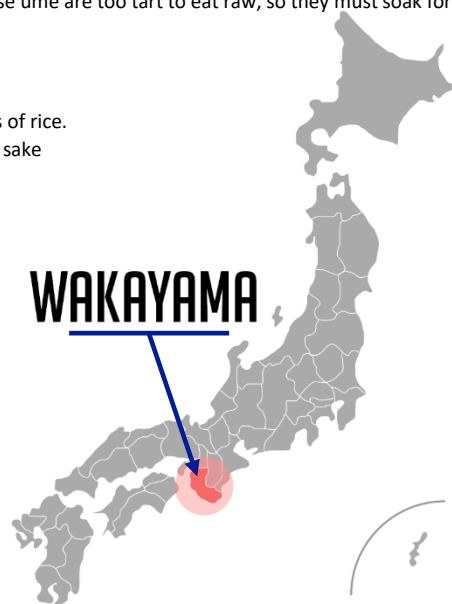 se ume are too tart to eat raw, so they must soak for
s of rice.
sake
WAKAYAMA